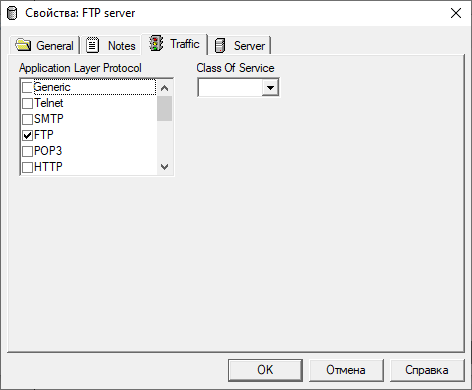 Свойства: FTP server
General Notes Traffic Server
Application Layer Protocol Class Of Service
Generic
Telnet
SMTP
FTP
POP3
HTTP
OK Отмена Справка